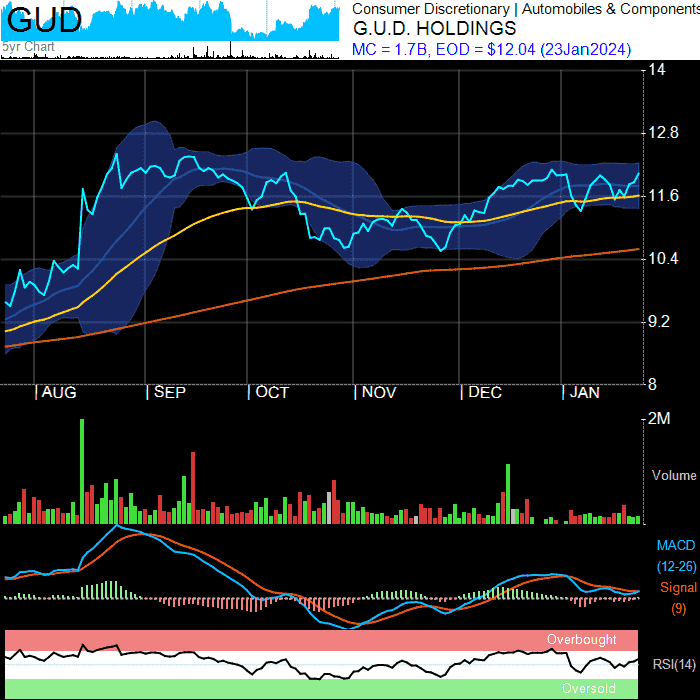 GUD
5yr Chart
Consumer Discretionary | Automobiles & Components
G.U.D. HOLDINGS
MC = 1.7B, EOD = $12.04 (23Jan2024)
14
12.8
11.6
10.4
9.2
8
| AUG | SEP | OCT | NOV | DEC | JAN
2M
Volume
MACD
(12-26)
Signal
(9)
Overbought
RSI(14)
Oversold